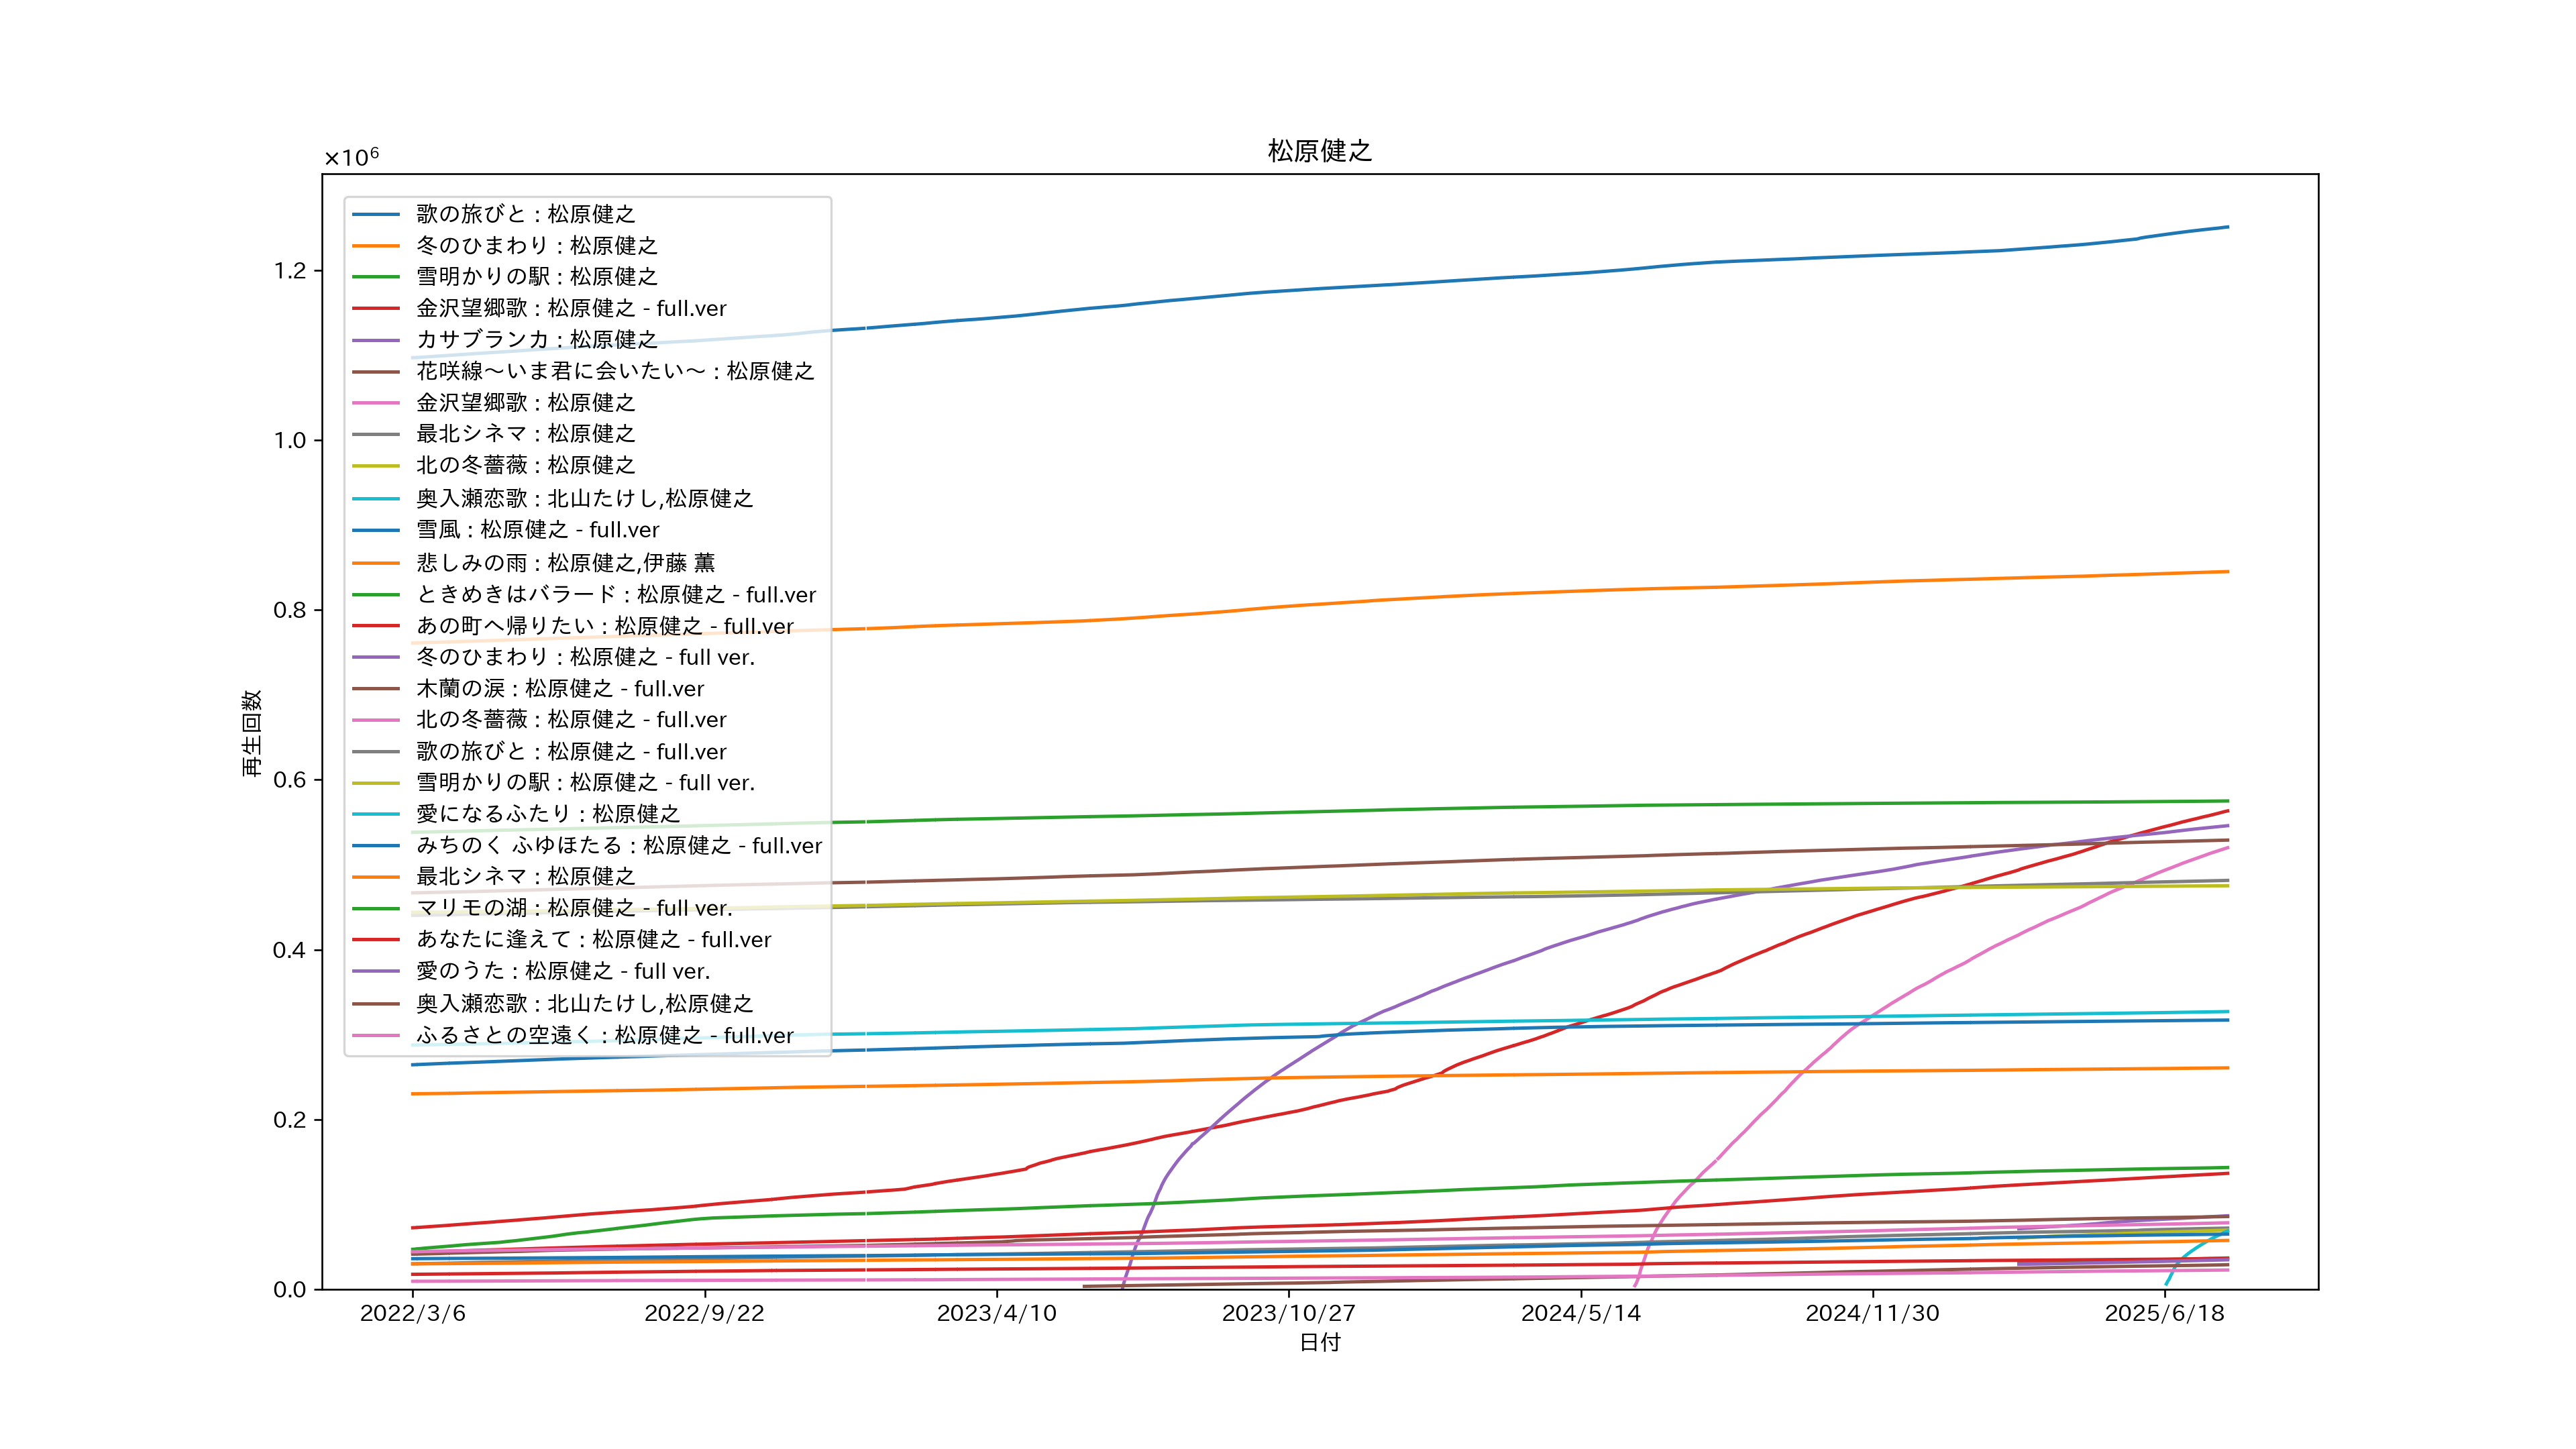 松原健之
×10⁶
歌の旅びと : 松原健之
冬のひまわり : 松原健之
雪明かりの駅 : 松原健之
金沢望郷歌 : 松原健之 - full.ver
カサブランカ : 松原健之
花咲線～いま君に会いたい～ : 松原健之
金沢望郷歌 : 松原健之
最北シネマ : 松原健之
北の冬薔薇 : 松原健之
奥入瀬恋歌 : 北山たけし,松原健之
雪風 : 松原健之 - full.ver
悲しみの雨 : 松原健之,伊藤 薫
ときめきはバラード : 松原健之 - full.ver
あの町へ帰りたい : 松原健之 - full.ver
冬のひまわり : 松原健之 - full ver.
木蘭の涙 : 松原健之 - full.ver
北の冬薔薇 : 松原健之 - full.ver
歌の旅びと : 松原健之 - full.ver
雪明かりの駅 : 松原健之 - full ver.
愛になるふたり : 松原健之
みちのく ふゆほたる : 松原健之 - full.ver
最北シネマ : 松原健之
マリモの湖 : 松原健之 - full ver.
あなたに逢えて : 松原健之 - full.ver
愛のうた : 松原健之 - full ver.
奥入瀬恋歌 : 北山たけし,松原健之
ふるさとの空遠く : 松原健之 - full.ver
1.2
1.0
0.8
0.6
0.4
0.2
0.0
再生回数
2022/3/6
2022/9/22
2023/4/10
2023/10/27
2024/5/14
2024/11/30
2025/6/18
日付